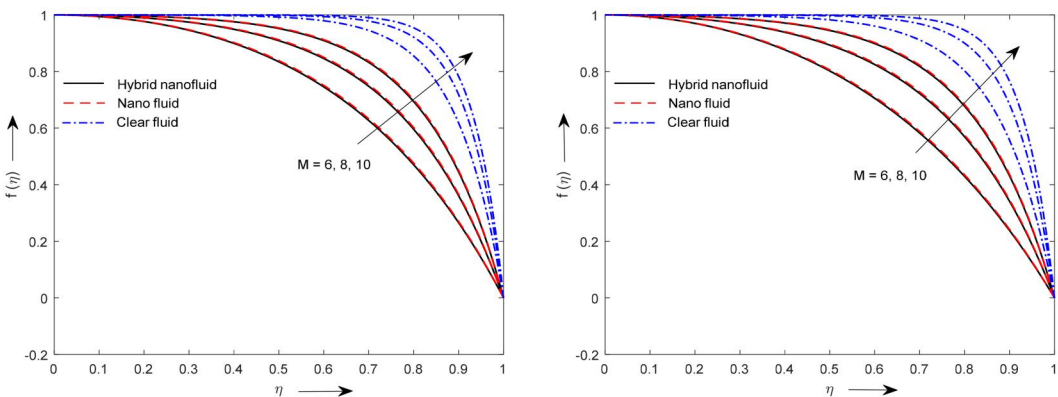 1
0.8
0.6
0.4
0.2
0
-0.2
f (η)
Hybrid nanofluid
Nano fluid
Clear fluid
M = 6, 8, 10
0 0.1 0.2 0.3 0.4 0.5 0.6 0.7 0.8 0.9 1
η
1
0.8
0.6
0.4
0.2
0
-0.2
f (η)
Hybrid nanofluid
Nano fluid
Clear fluid
M = 6, 8, 10
0 0.1 0.2 0.3 0.4 0.5 0.6 0.7 0.8 0.9 1
η